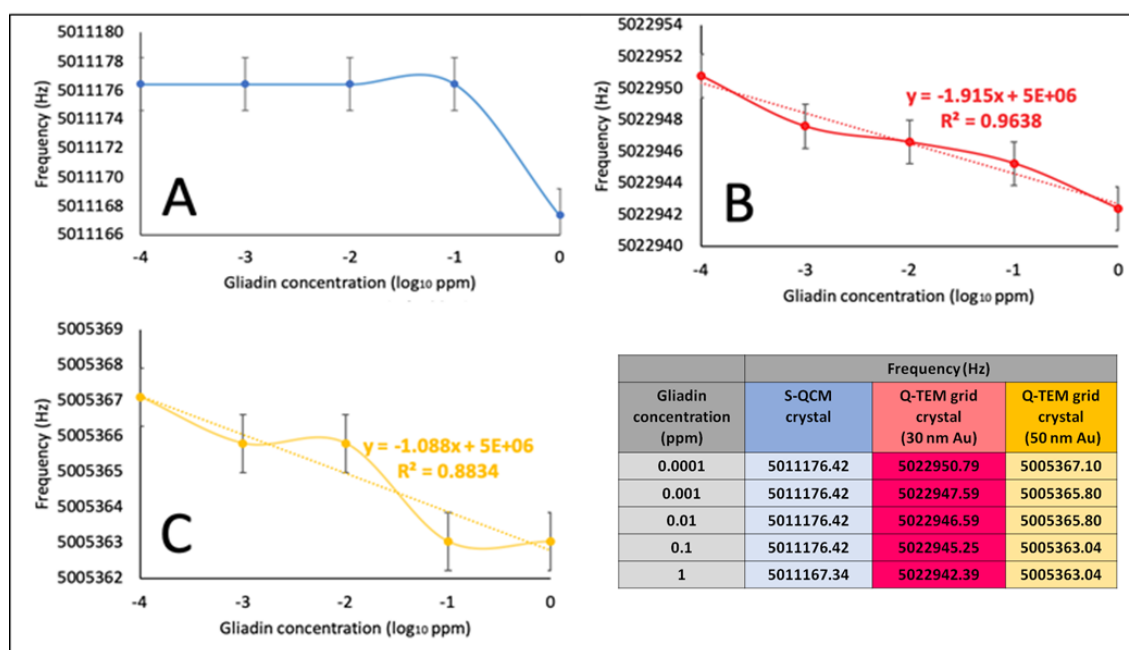 5011180
5011178
5011176
5011174
5011172
5011170
5011168
5011166
Frequency (Hz)
A
-4 -3 -2 -1 0
Gliadin concentration (log₁₀ ppm)
5022954
5022952
5022950
5022948
5022946
5022944
5022942
5022940
Frequency (Hz)
y = -1.915x + 5E+06
R² = 0.9638
B
-4 -3 -2 -1 0
Gliadin concentration (log₁₀ ppm)
5005369
5005368
5005367
5005366
5005365
5005364
5005363
5005362
Frequency (Hz)
y = -1.088x + 5E+06
R² = 0.8834
C
-4 -3 -2 -1 0
Gliadin concentration (log₁₀ ppm)
Frequency (Hz)
Gliadin concentration (ppm) S-QCM crystal Q-TEM grid crystal (30 nm Au) Q-TEM grid crystal (50 nm Au)
0.0001 5011176.42 5022950.79 5005367.10
0.001 5011176.42 5022947.59 5005365.80
0.01 5011176.42 5022946.59 5005365.80
0.1 5011176.42 5022945.25 5005363.04
1 5011167.34 5022942.39 5005363.04